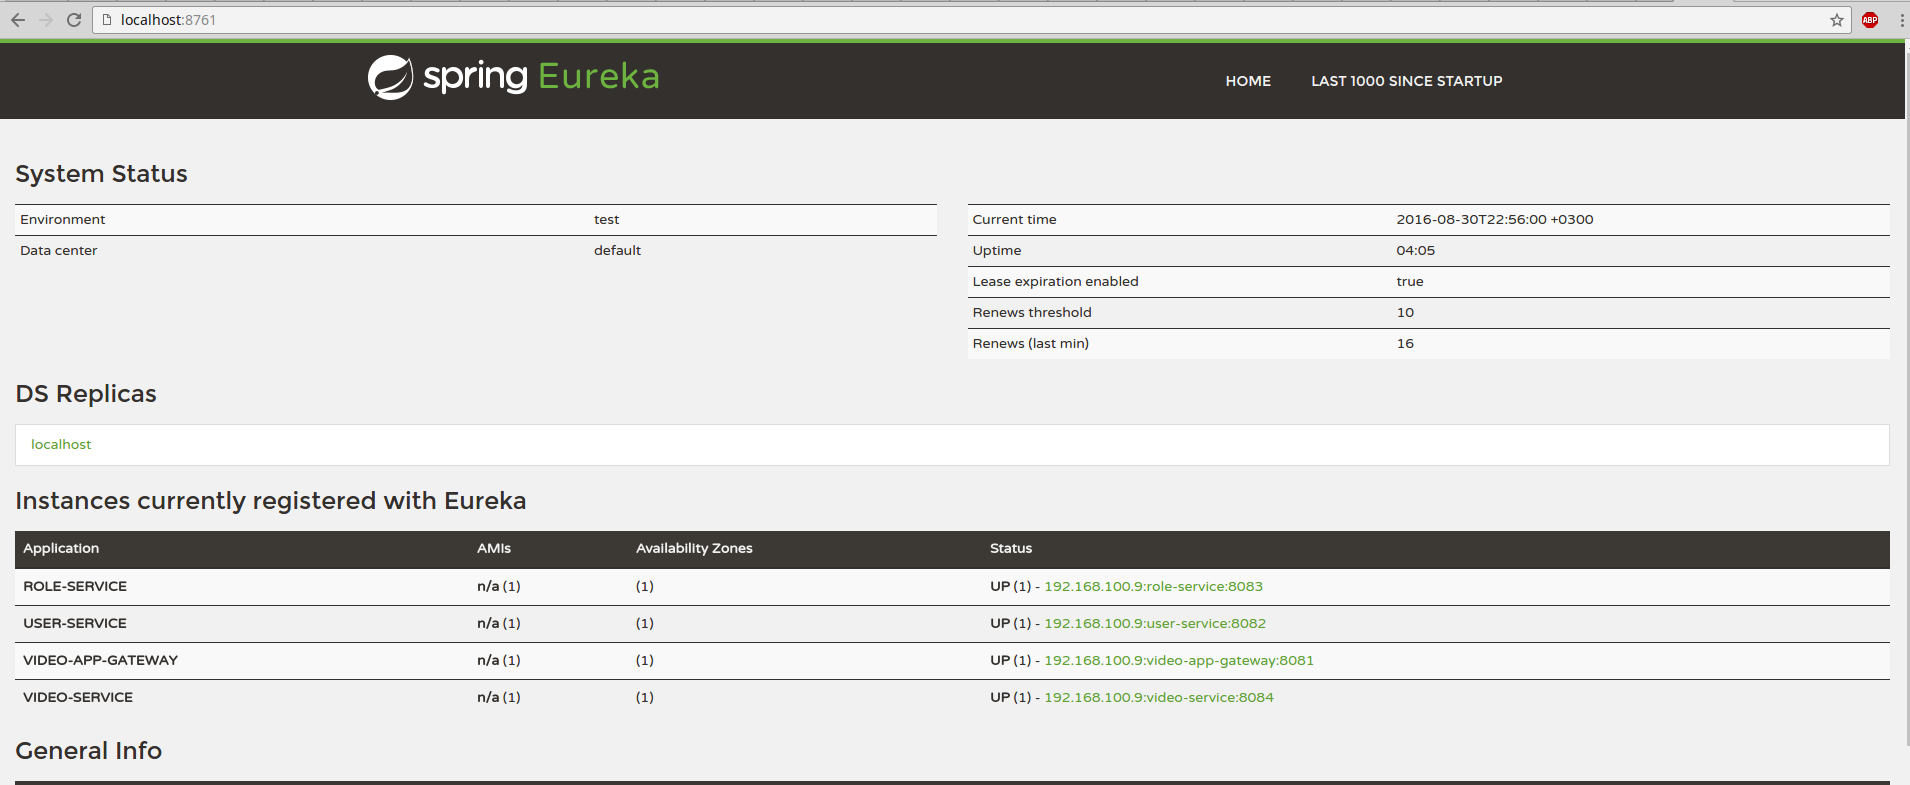 localhost:8761
ABP
spring Eureka
HOME LAST 1000 SINCE STARTUP
System Status
Environment test
Data center default
Current time 2016-08-30T22:56:00 +0300
Uptime 04:05
Lease expiration enabled true
Renews threshold 10
Renews (last min) 16
DS Replicas
localhost
Instances currently registered with Eureka
Application AMIs Availability Zones Status
ROLE-SERVICE n/a (1) (1) UP (1) - 192.168.100.9:role-service:8083
USER-SERVICE n/a (1) (1) UP (1) - 192.168.100.9:user-service:8082
VIDEO-APP-GATEWAY n/a (1) (1) UP (1) - 192.168.100.9:video-app-gateway:8081
VIDEO-SERVICE n/a (1) (1) UP (1) - 192.168.100.9:video-service:8084
General Info